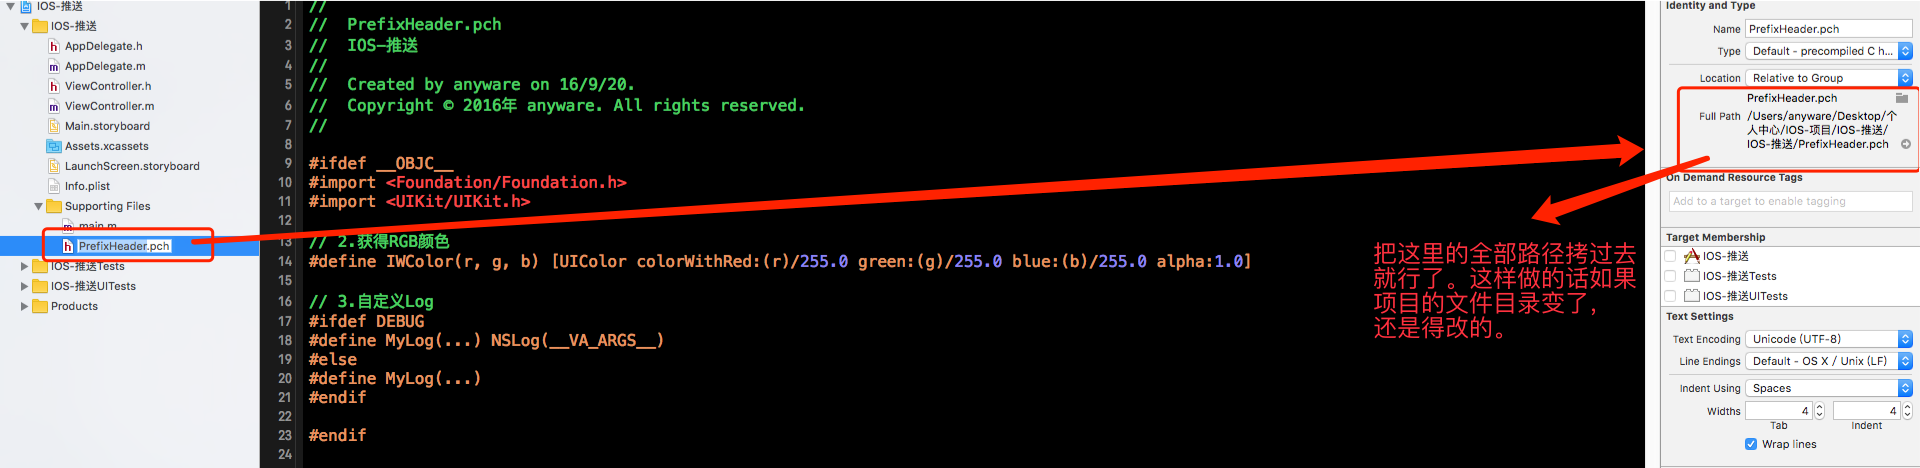 IOS-推送
IOS-推送
AppDelegate.h
AppDelegate.m
ViewController.h
ViewController.m
Main.storyboard
Assets.xcassets
LaunchScreen.storyboard
Info.plist
Supporting Files
main.m
PrefixHeader.pch
IOS-推送Tests
IOS-推送UITests
Products
1 //
2 //  PrefixHeader.pch
3 //  IOS-推送
4 //
5 //  Created by anyware on 16/9/20.
6 //  Copyright © 2016年 anyware. All rights reserved.
7 //
8
9 #ifdef __OBJC__
10 #import <Foundation/Foundation.h>
11 #import <UIKit/UIKit.h>
12
13 // 2.获得RGB颜色
14 #define IWColor(r, g, b) [UIColor colorWithRed:(r)/255.0 green:(g)/255.0 blue:(b)/255.0 alpha:1.0]
15
16 // 3.自定义Log
17 #ifdef DEBUG
18 #define MyLog(...) NSLog(__VA_ARGS__)
19 #else
20 #define MyLog(...)
21 #endif
22
23 #endif
24
把这里的全部路径拷过去
就行了。这样做的话如果
项目的文件目录变了,
还是得改的。
Identity and Type
Name PrefixHeader.pch
Type Default - precompiled C h...
Location Relative to Group
PrefixHeader.pch
Full Path /Users/anyware/Desktop/个
人中心/IOS-项目/IOS-推送/
IOS-推送/PrefixHeader.pch
On Demand Resource Tags
Add to a target to enable tagging
Target Membership
IOS-推送
IOS-推送Tests
IOS-推送UITests
Text Settings
Text Encoding Unicode (UTF-8)
Line Endings Default - OS X / Unix (LF)
Indent Using Spaces
Widths 4 4
Tab Indent
Wrap lines